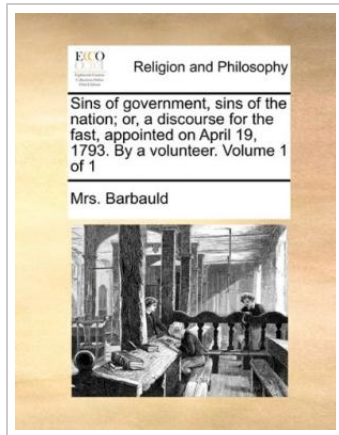 ECCO
Religion and Philosophy
Sins of government, sins of the
nation; or, a discourse for the
fast, appointed on April 19,
1793. By a volunteer. Volume 1
of 1
Mrs. Barbauld